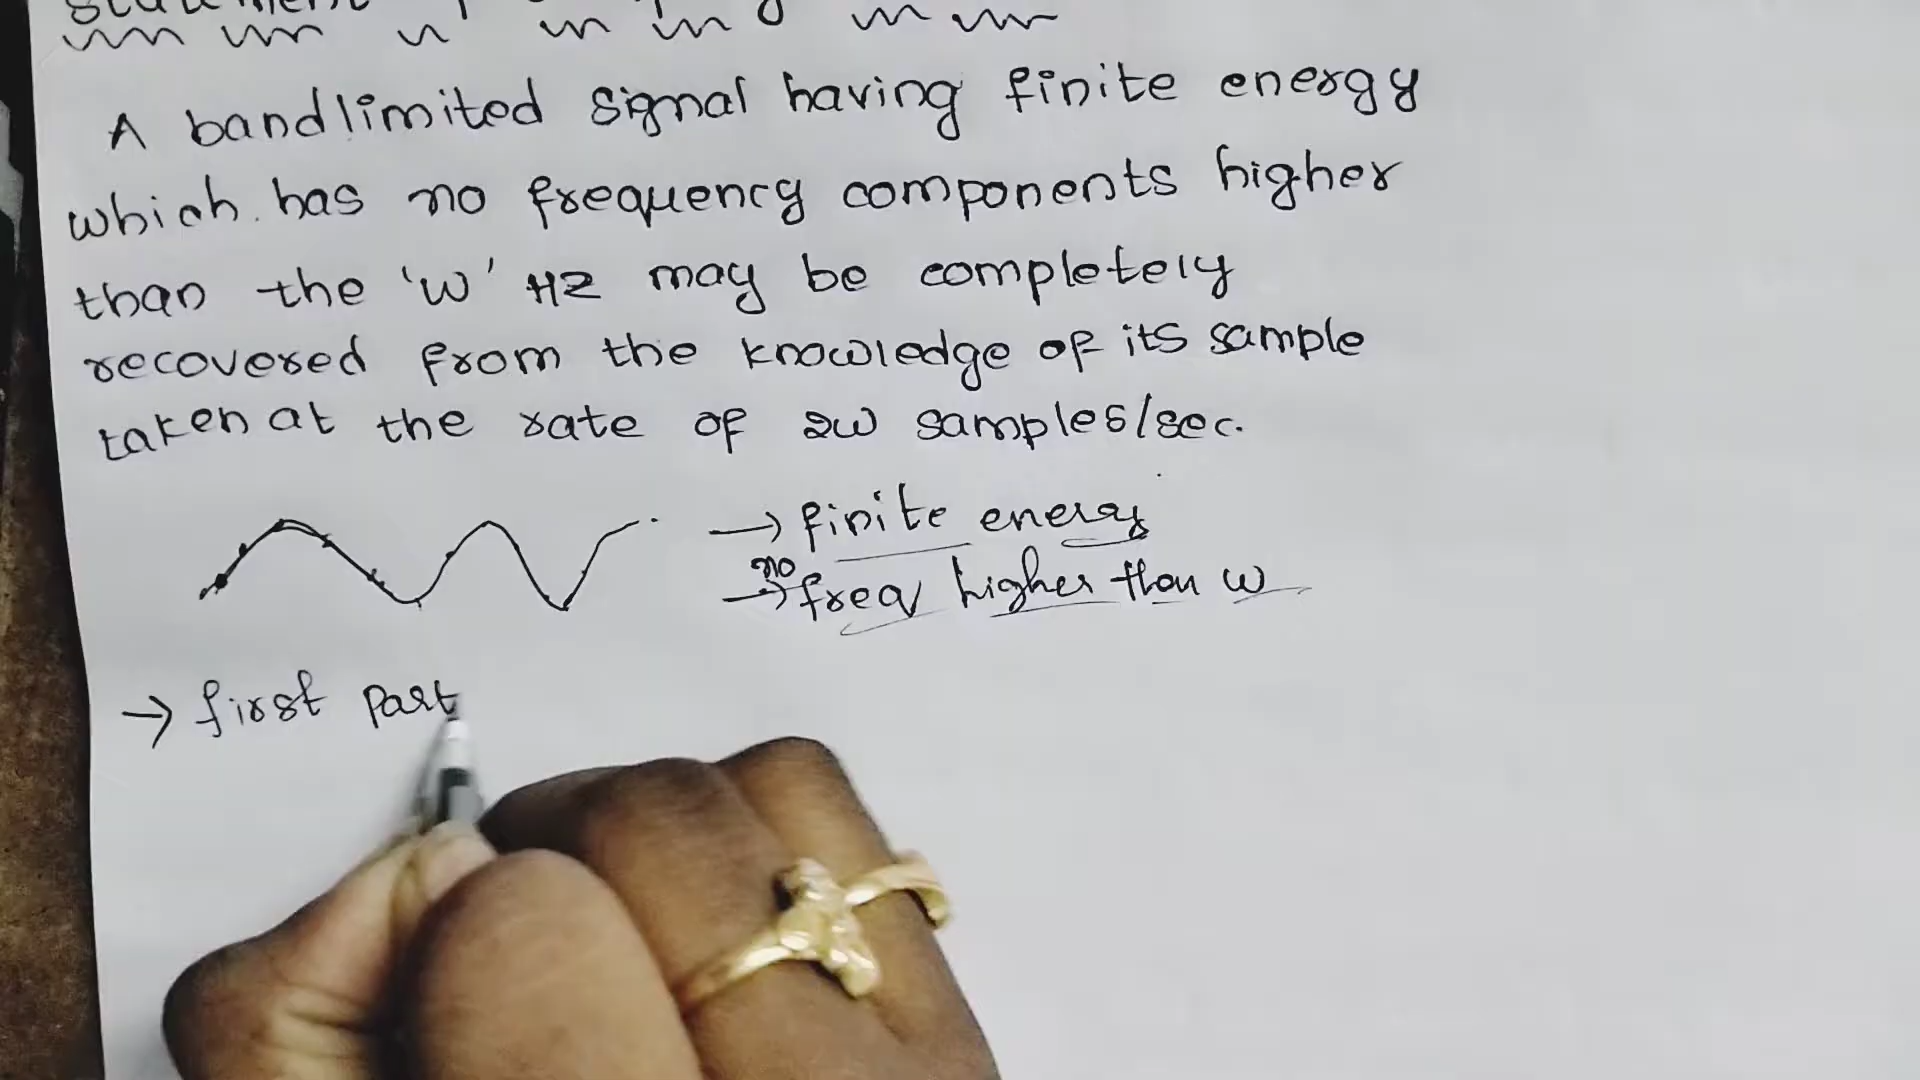 statement
A bandlimited signal having finite energy
which has no frequency components higher
than the 'W' HZ may be completely
recovered from the knowledge of its sample
taken at the rate of 2W samples/sec.
→ finite energy
no
→ freq higher than W
→ first part